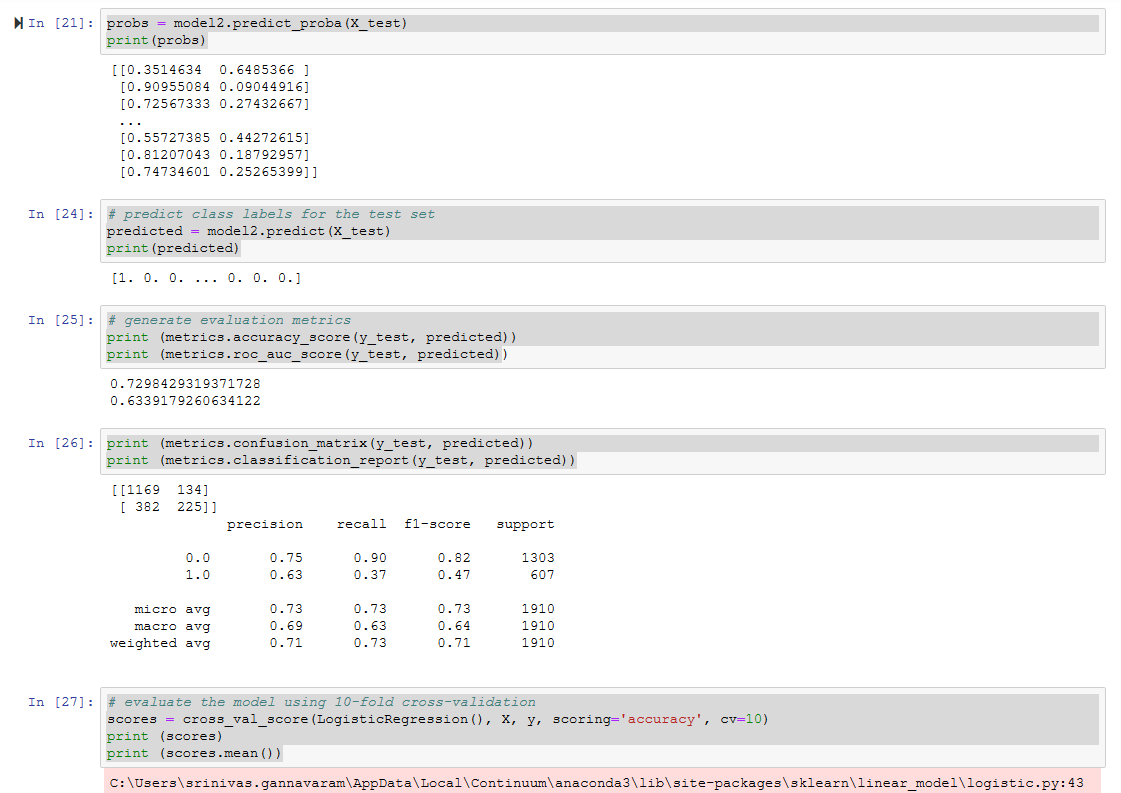 In [21]: probs = model2.predict_proba(X_test)
print(probs)
[[0.3514634  0.6485366 ]
[0.90955084 0.09044916]
[0.72567333 0.27432667]
...
[0.55727385 0.44272615]
[0.81207043 0.18792957]
[0.74734601 0.25265399]]
In [24]: # predict class labels for the test set
predicted = model2.predict(X_test)
print(predicted)
[1. 0. 0. ... 0. 0. 0.]
In [25]: # generate evaluation metrics
print (metrics.accuracy_score(y_test, predicted))
print (metrics.roc_auc_score(y_test, predicted))
0.7298429319371728
0.6339179260634122
In [26]: print (metrics.confusion_matrix(y_test, predicted))
print (metrics.classification_report(y_test, predicted))
[[1169  134]
[ 382  225]]
precision    recall  f1-score   support
0.0       0.75      0.90      0.82      1303
1.0       0.63      0.37      0.47       607
micro avg       0.73      0.73      0.73      1910
macro avg       0.69      0.63      0.64      1910
weighted avg       0.71      0.73      0.71      1910
In [27]: # evaluate the model using 10-fold cross-validation
scores = cross_val_score(LogisticRegression(), X, y, scoring='accuracy', cv=10)
print (scores)
print (scores.mean())
C:\Users\srinivas.gannavaram\AppData\Local\Continuum\anaconda3\lib\site-packages\sklearn\linear_model\logistic.py:43